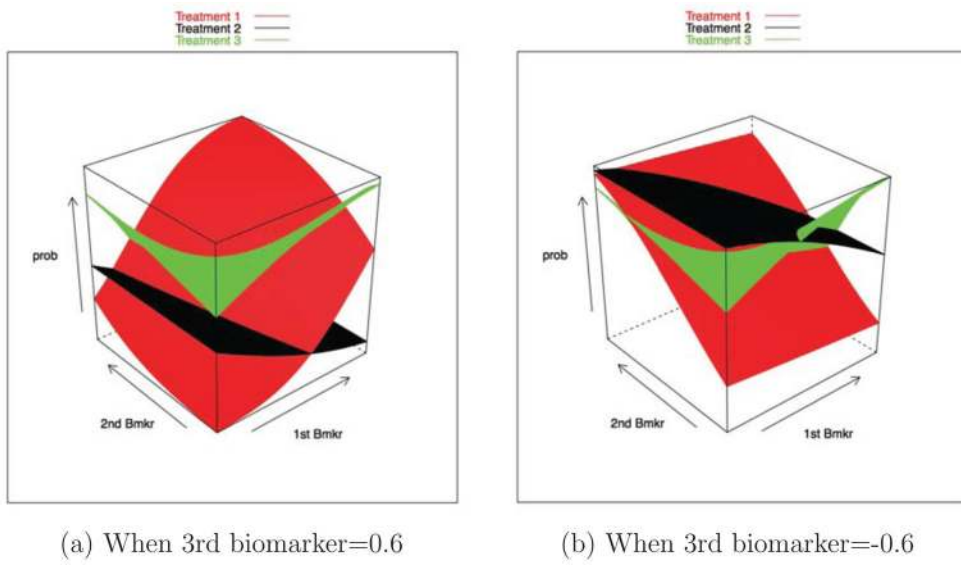 Treatment 1
Treatment 2
Treatment 3
prob
2nd Bmkr
1st Bmkr
(a) When 3rd biomarker=0.6
Treatment 1
Treatment 2
Treatment 3
prob
2nd Bmkr
1st Bmkr
(b) When 3rd biomarker=-0.6